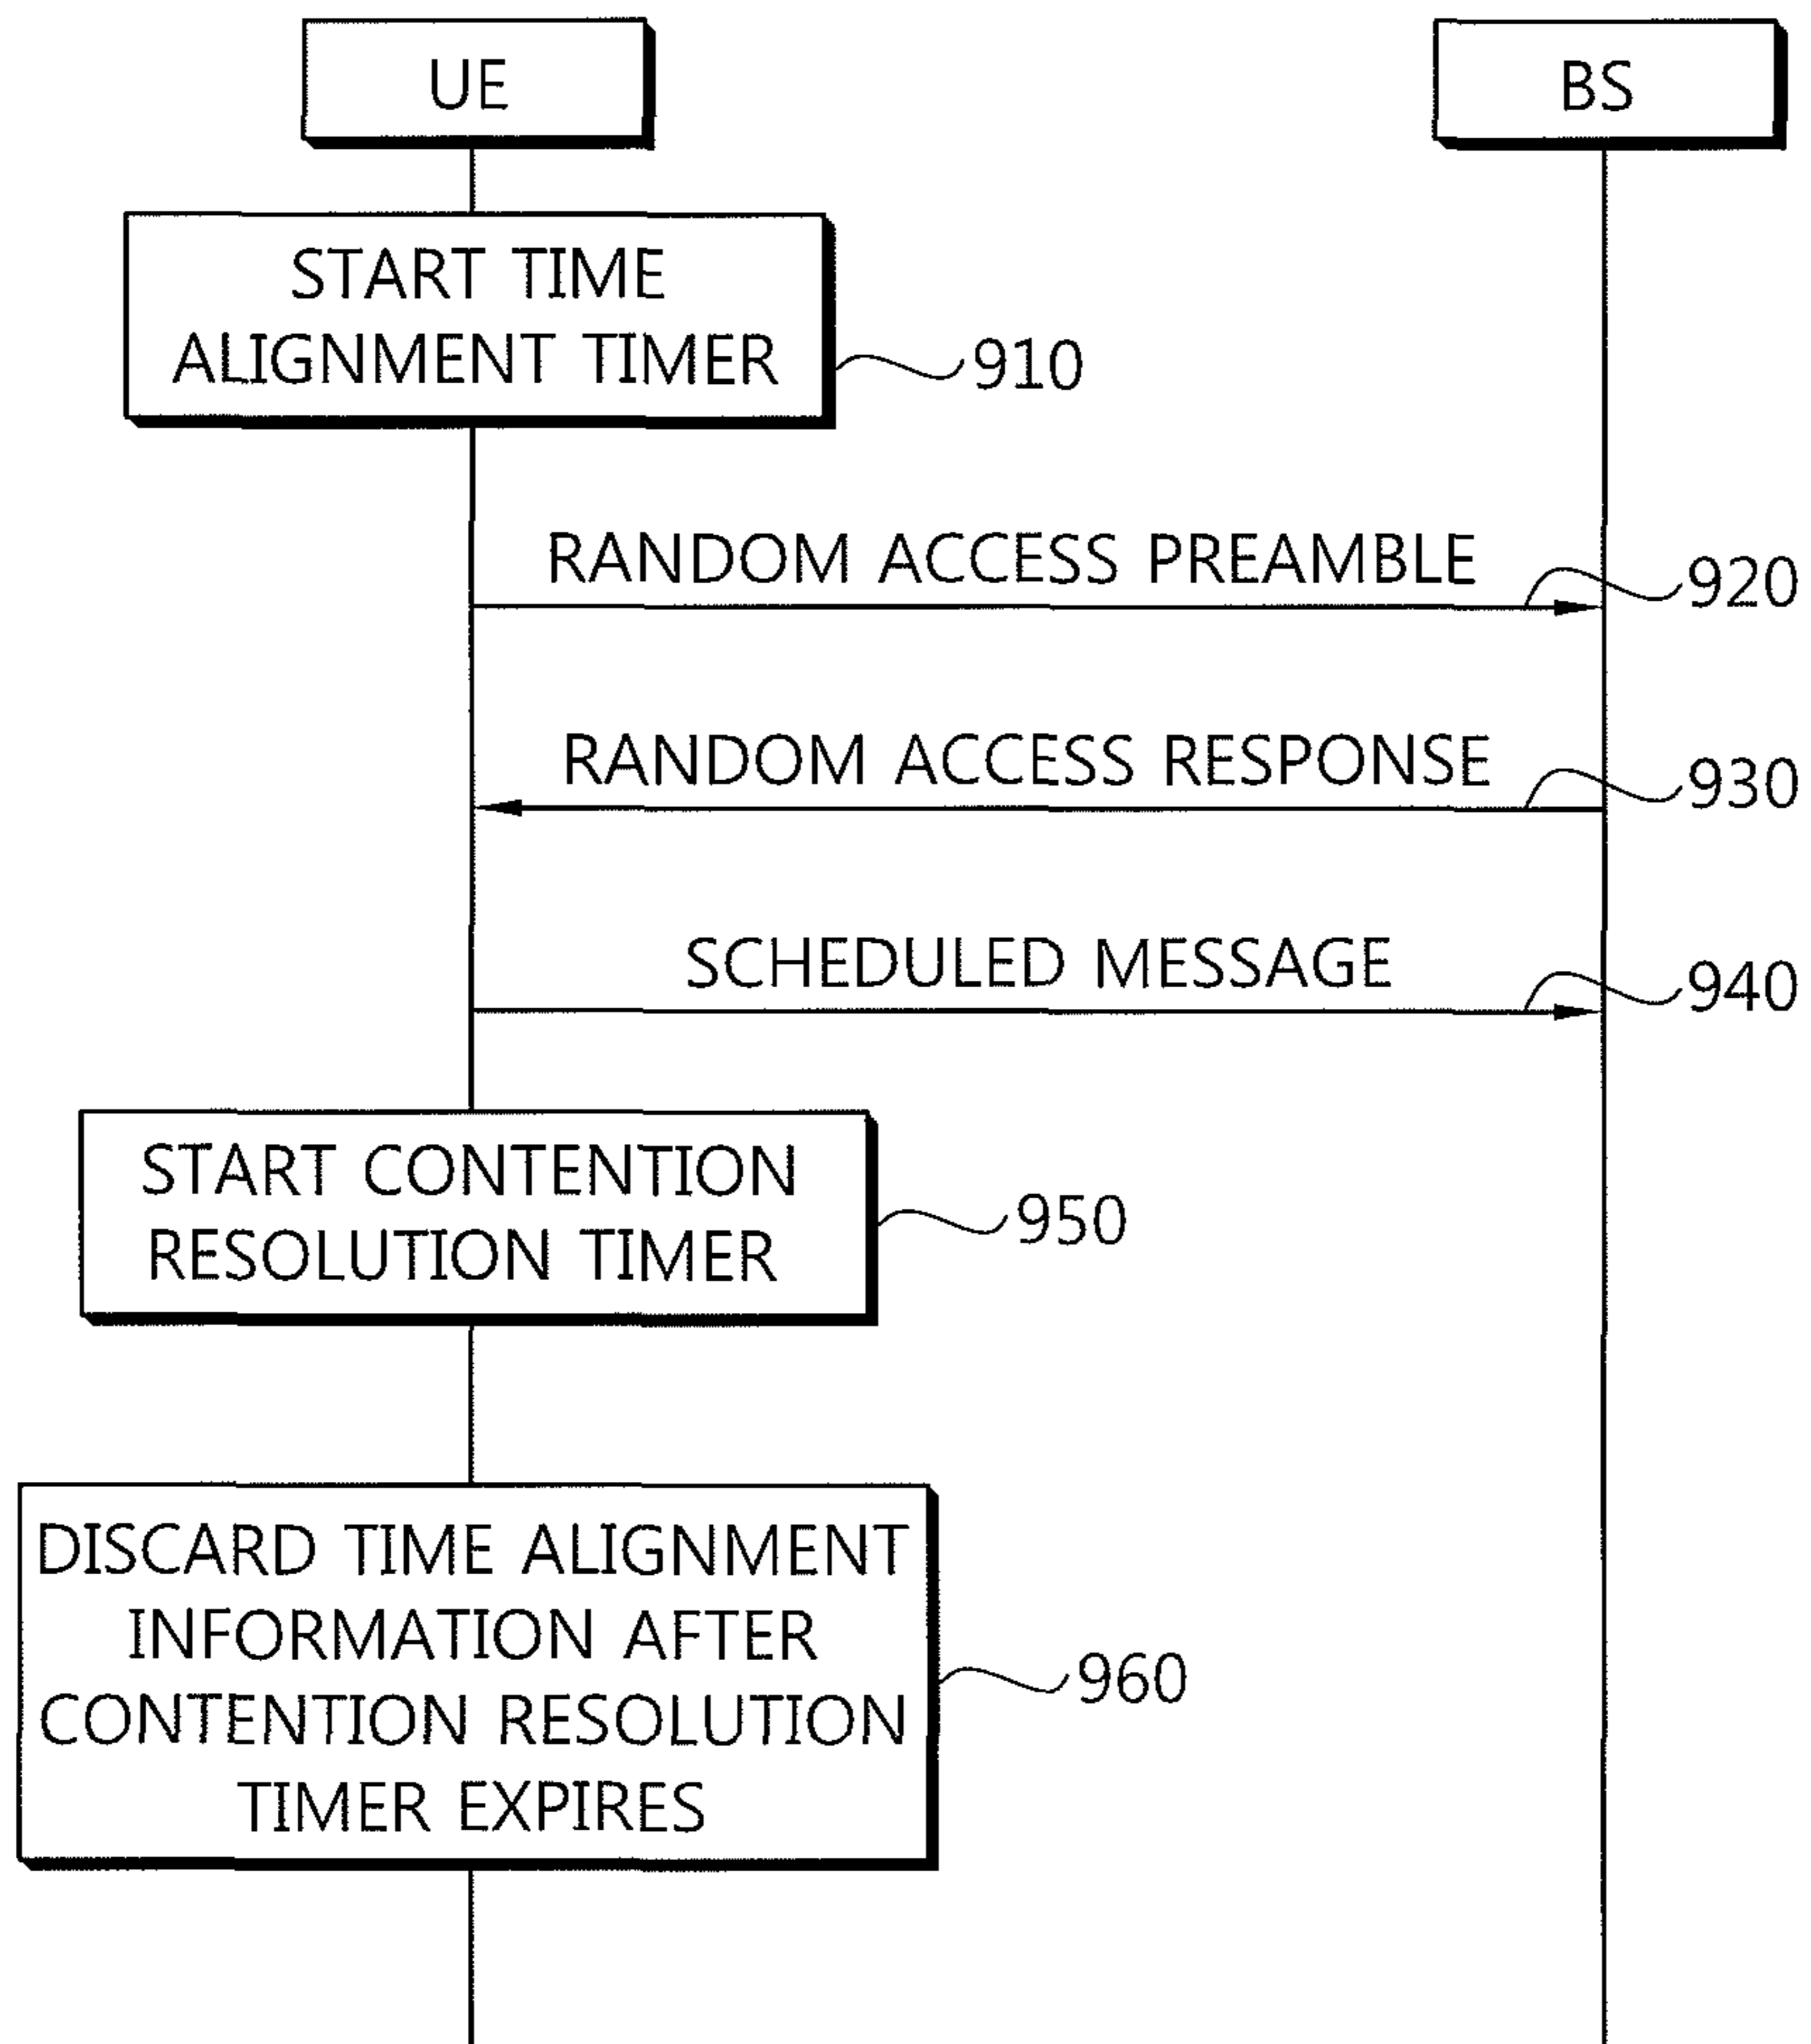 UE
BS
START TIME
ALIGNMENT TIMER
910
RANDOM ACCESS PREAMBLE
920
RANDOM ACCESS RESPONSE
930
SCHEDULED MESSAGE
940
START CONTENTION
RESOLUTION TIMER
950
DISCARD TIME ALIGNMENT
INFORMATION AFTER
CONTENTION RESOLUTION
TIMER EXPIRES
960